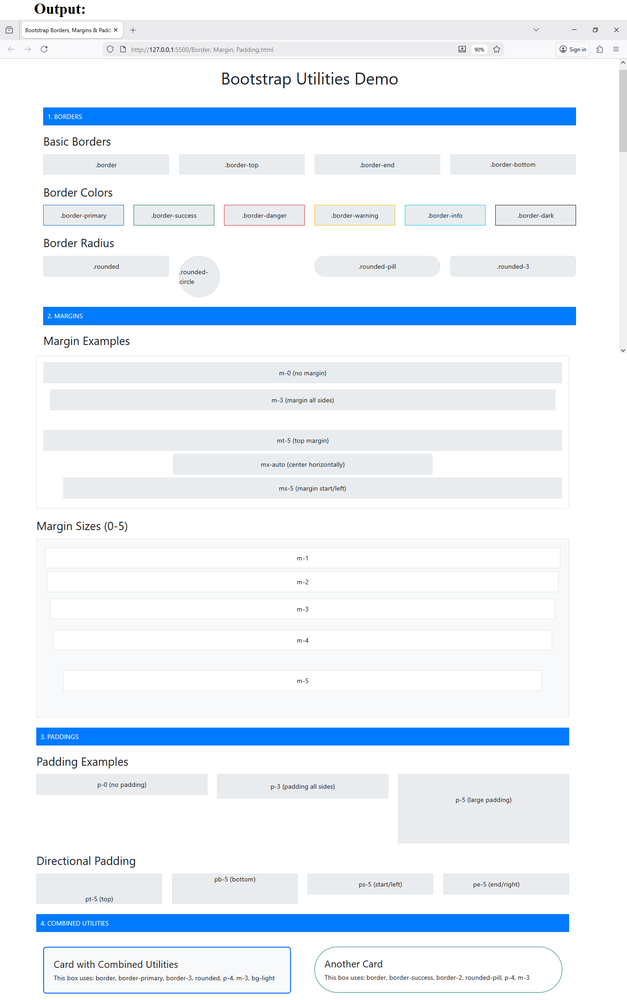 Output:
Bootstrap Borders, Margins & Paddi
http://127.0.0.1:5500/Border, Margin, Padding.html
90%
Sign in
Bootstrap Utilities Demo
1. BORDERS
Basic Borders
.border
.border-top
.border-end
.border-bottom
Border Colors
.border-primary
.border-success
.border-danger
.border-warning
.border-info
.border-dark
Border Radius
.rounded
.rounded-
circle
.rounded-pill
.rounded-3
2. MARGINS
Margin Examples
m-0 (no margin)
m-3 (margin all sides)
mt-5 (top margin)
mx-auto (center horizontally)
ms-5 (margin start/left)
Margin Sizes (0-5)
m-1
m-2
m-3
m-4
m-5
3. PADDINGS
Padding Examples
p-0 (no padding)
p-3 (padding all sides)
p-5 (large padding)
Directional Padding
pt-5 (top)
pb-5 (bottom)
ps-5 (start/left)
pe-5 (end/right)
4. COMBINED UTILITIES
Card with Combined Utilities
This box uses: border, border-primary, border-3, rounded, p-4, m-3, bg-light
Another Card
This box uses: border, border-success, border-2, rounded-pill, p-4, m-3